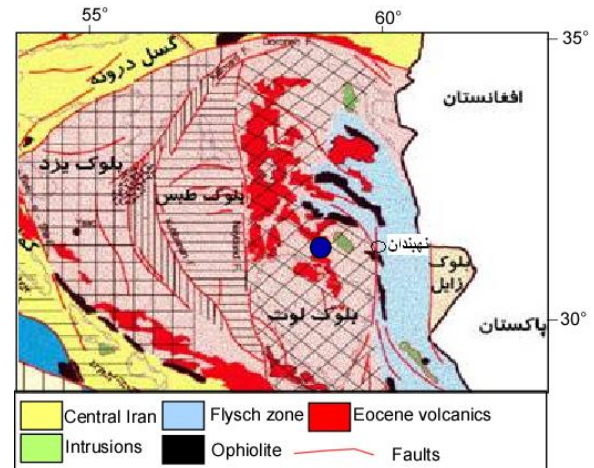 55°
60°
35°
گسل درونه
افغانستان
بلوک یزد
بلوک طبس
نهبندان
بلوک
زابل
بلوک لوت
پاکستان
30°
Central Iran
Flysch zone
Eocene volcanics
Intrusions
Ophiolite
Faults